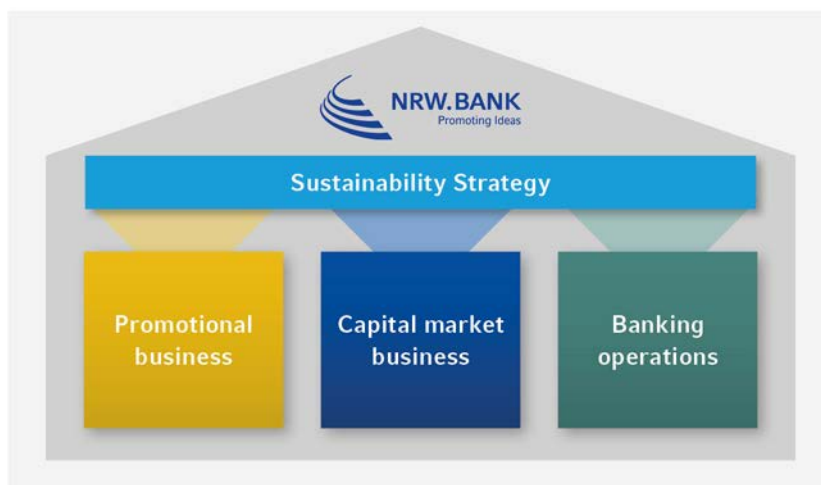 NRW.BANK
Promoting Ideas
Sustainability Strategy
Promotional
business
Capital market
business
Banking
operations